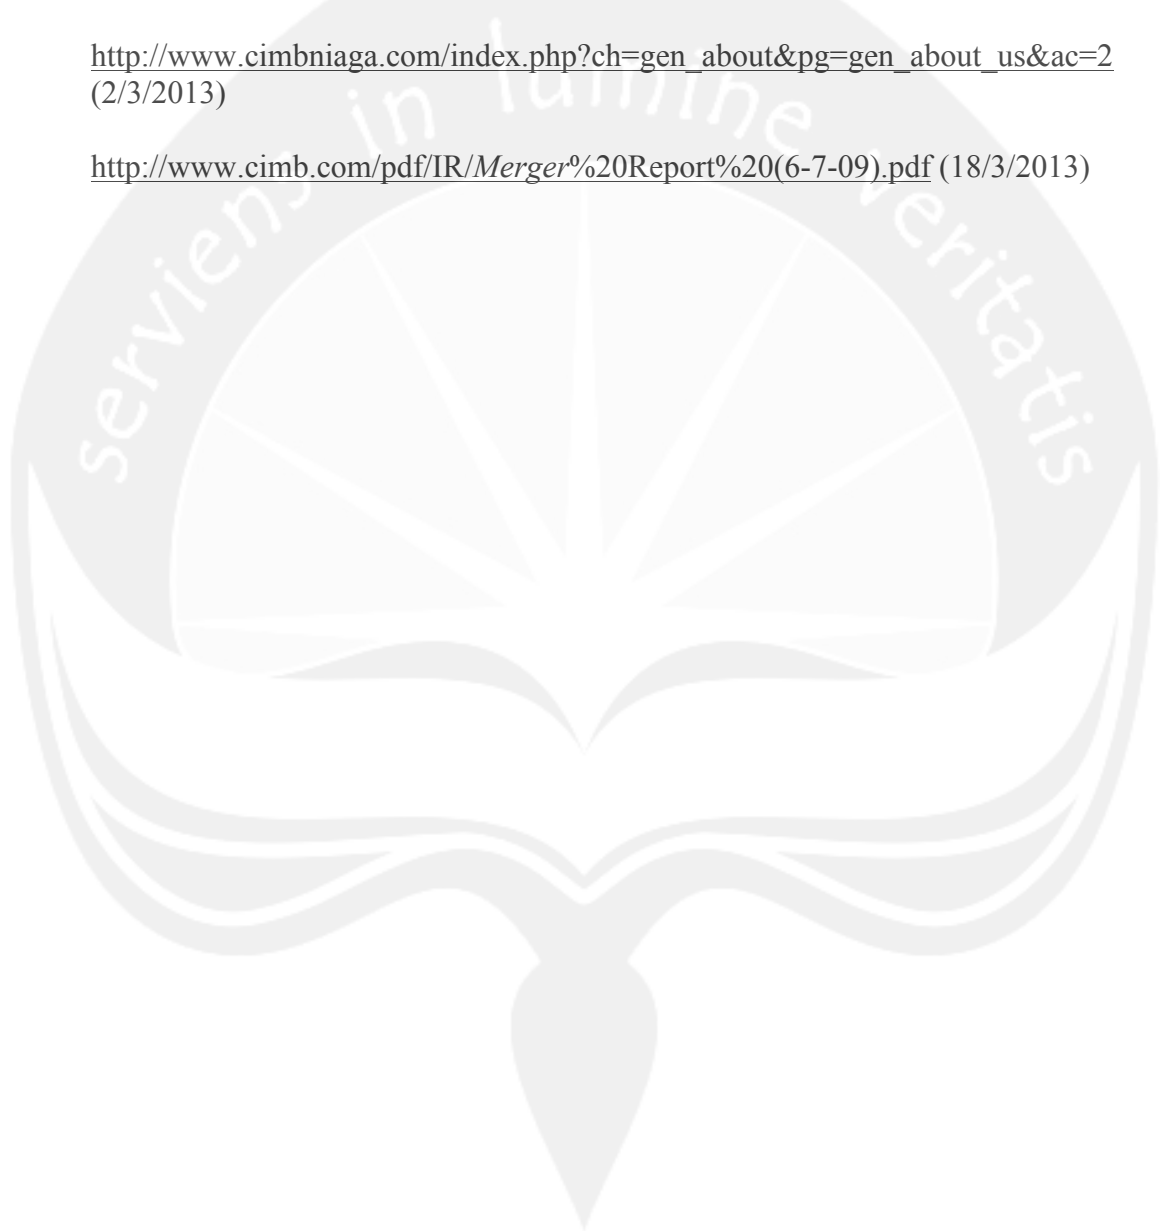 http://www.cimbniaga.com/index.php?ch=gen_about&pg=gen_about_us&ac=2
(2/3/2013)
http://www.cimb.com/pdf/IR/Merger%20Report%20(6-7-09).pdf (18/3/2013)
serviens in lumine veritatis